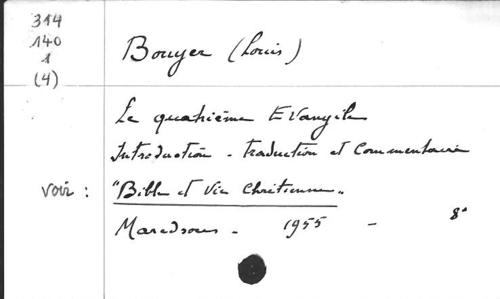 314
140
1
(4)
Bouyer (Louis)
Le quatrième Evangile
Introduction - traduction et Commentaire
voir : "Bible et Vie Chrétienne".
Maredsous - 1955 - 8°